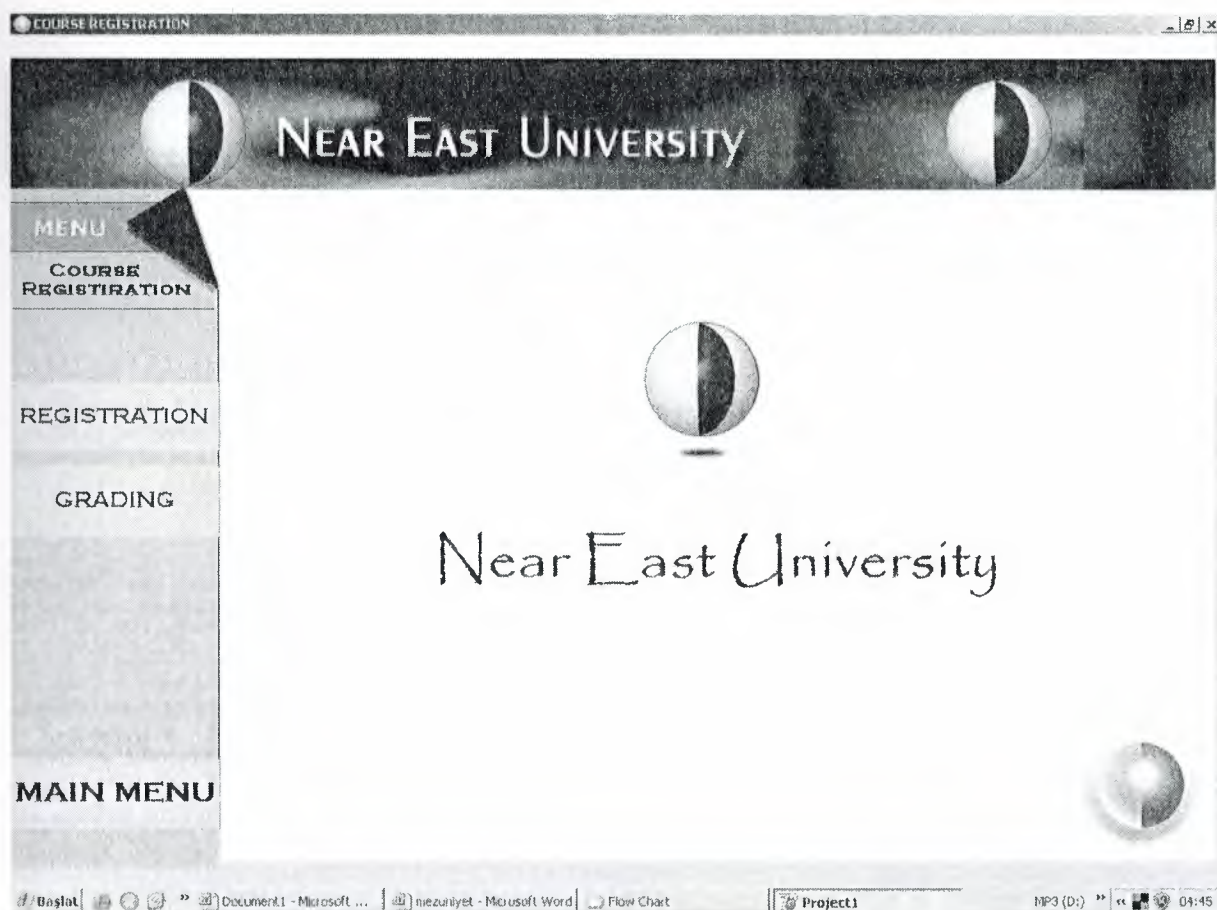 COURSE REGISTRATION
NEAR EAST UNIVERSITY
MENU
COURSE
REGISTIRATION
REGISTRATION
GRADING
Near East University
MAIN MENU
Başlat
»
Document1 - Microsoft ...
mezuniyet - Microsoft Word
Flow Chart
Project1
MP3 (D:)
»
«
04:45